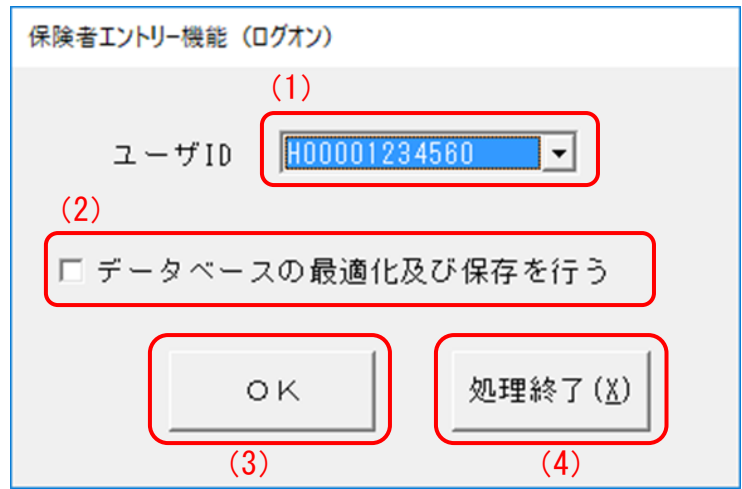 保険者エントリー機能（ログオン）
(1)
ユーザID H00001234560
(2)
データベースの最適化及び保存を行う
ＯＫ 処理終了(X)
(3) (4)